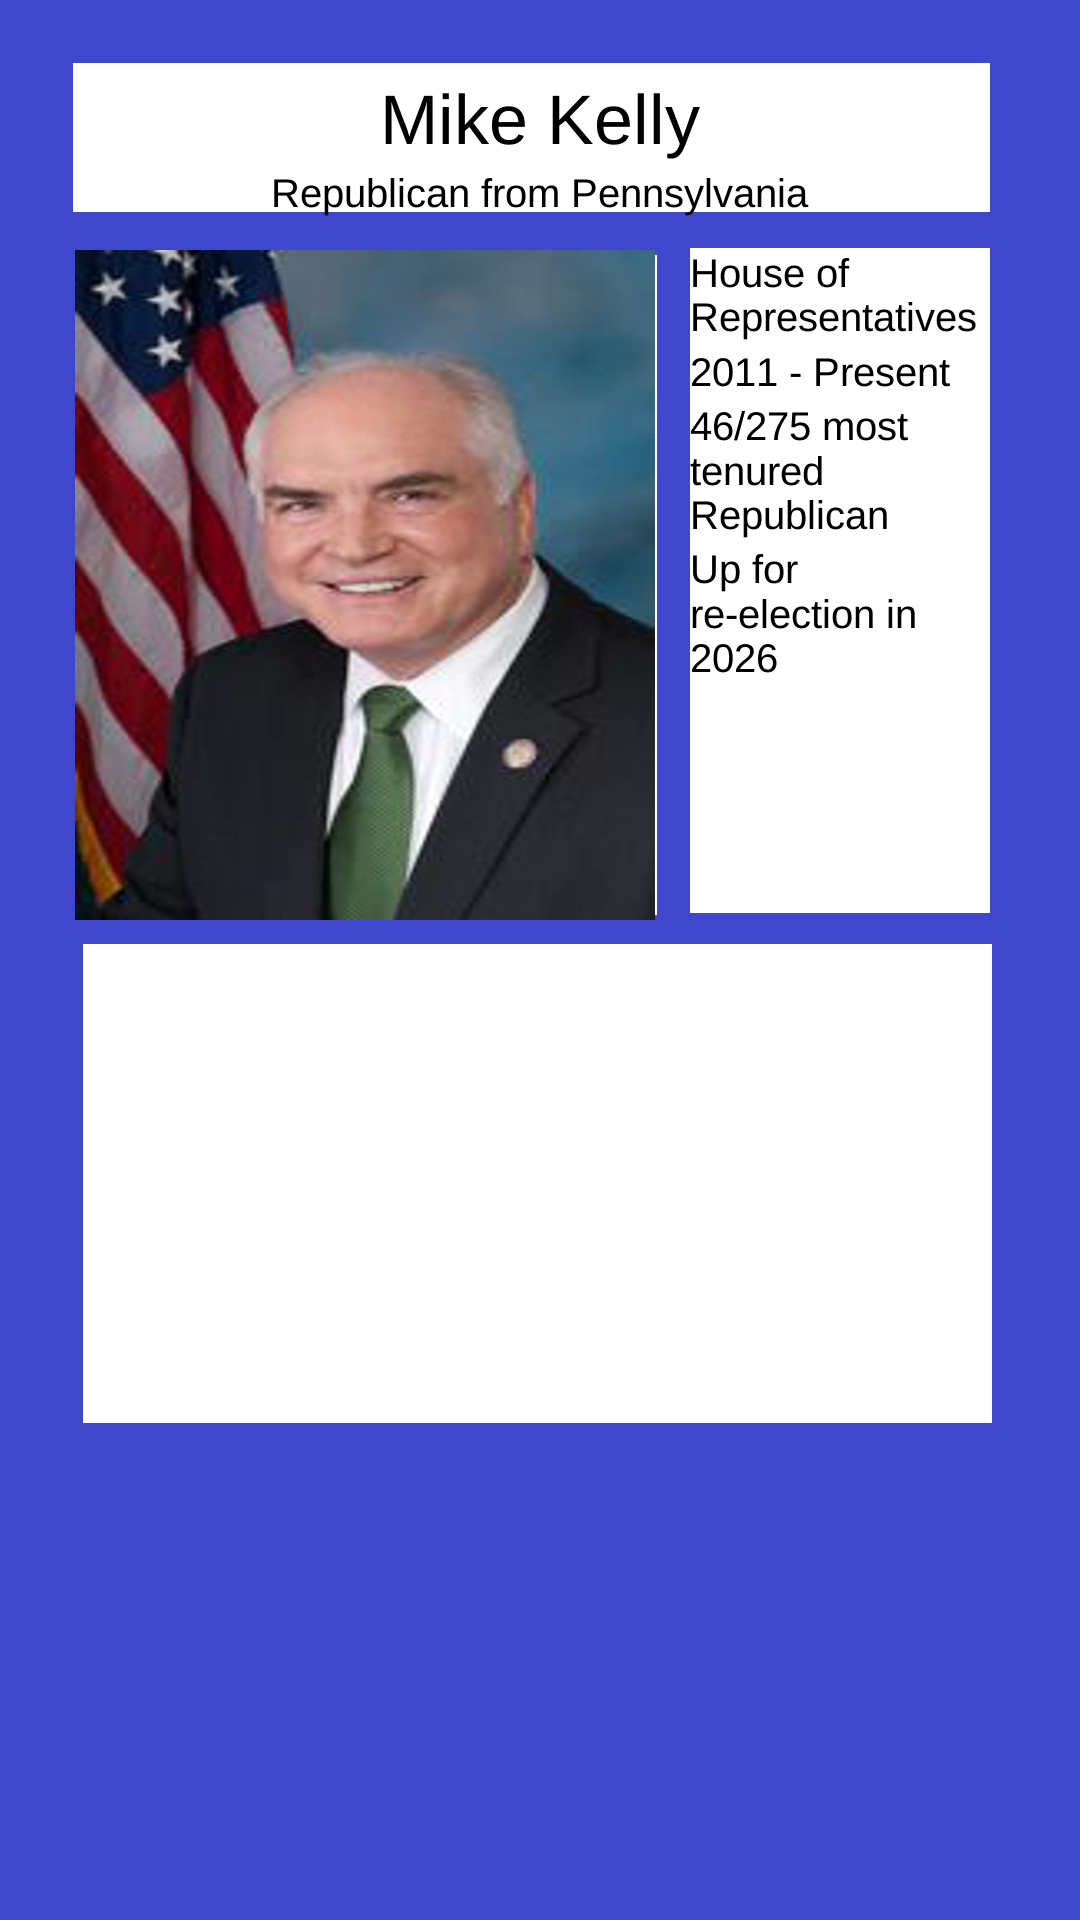 Mike Kelly
Republican from Pennsylvania
House of
Representatives
2011 - Present
46/275 most
tenured
Republican
Up for
re-election in
2026